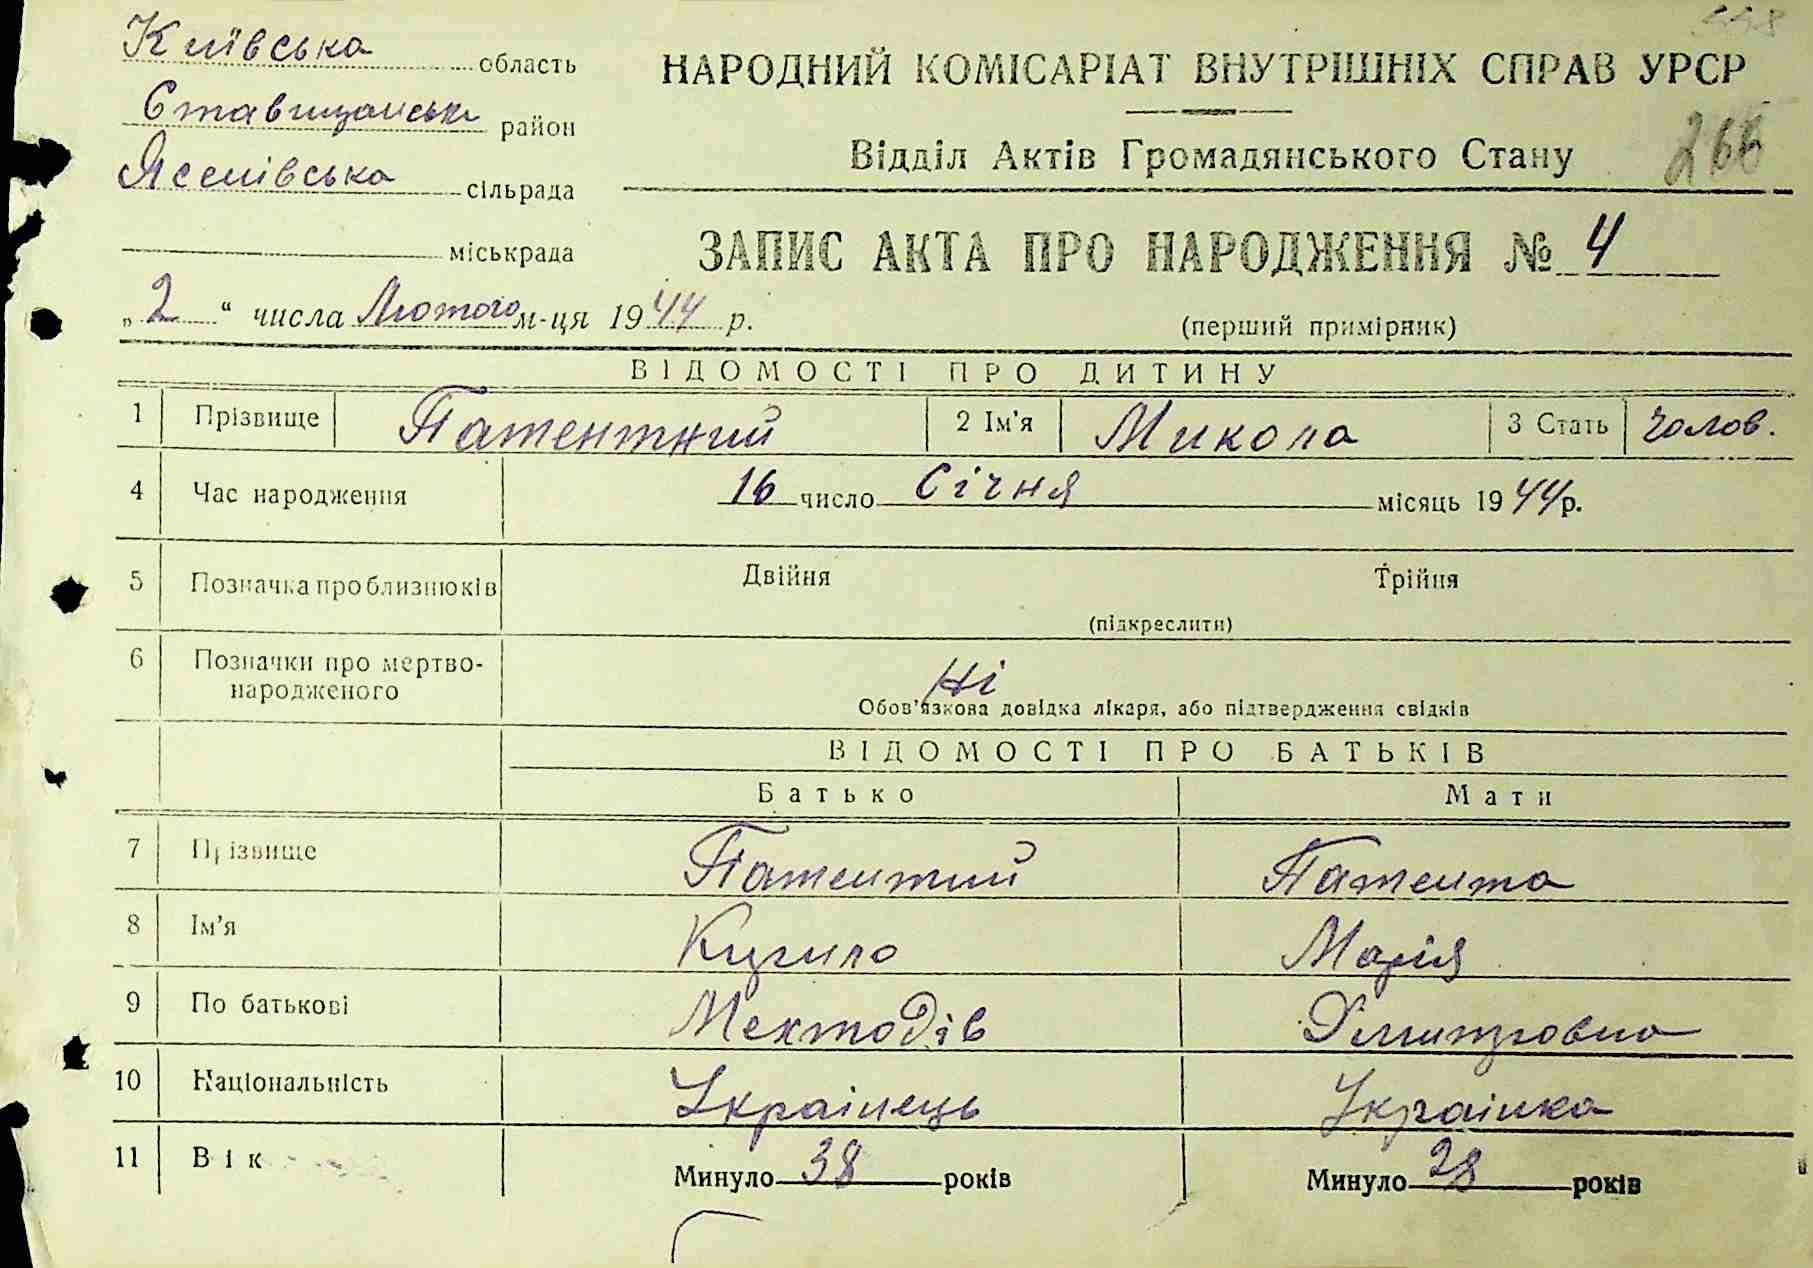 Київська область
Ставищанськ район
Ясенівська сільрада
міськрада
НАРОДНИЙ КОМІСАРІАТ ВНУТРІШНІХ СПРАВ УРСР
Відділ Актів Громадянського Стану
266
ЗАПИС АКТА ПРО НАРОДЖЕННЯ № 4
„2“ числа Лютого м-ця 1944 р.
(перший примірник)
ВІДОМОСТІ ПРО ДИТИНУ
1 Прізвище Патентний 2 Ім'я Микола 3 Стать чолов.
4 Час народження 16 число Січня місяць 1944 р.
5 Позначка про близнюків Двійня Трійня
(підкреслити)
6 Позначки про мертво-
народженого Ні
Обов'язкова довідка лікаря, або підтвердження свідків
ВІДОМОСТІ ПРО БАТЬКІВ
Батько Мати
7 Прізвище Патентий Патента
8 Ім'я Кирило Марія
9 По батькові Мектодів Дмитровна
10 Національність Українець Українка
11 Вік Минуло 38 років Минуло 28 років